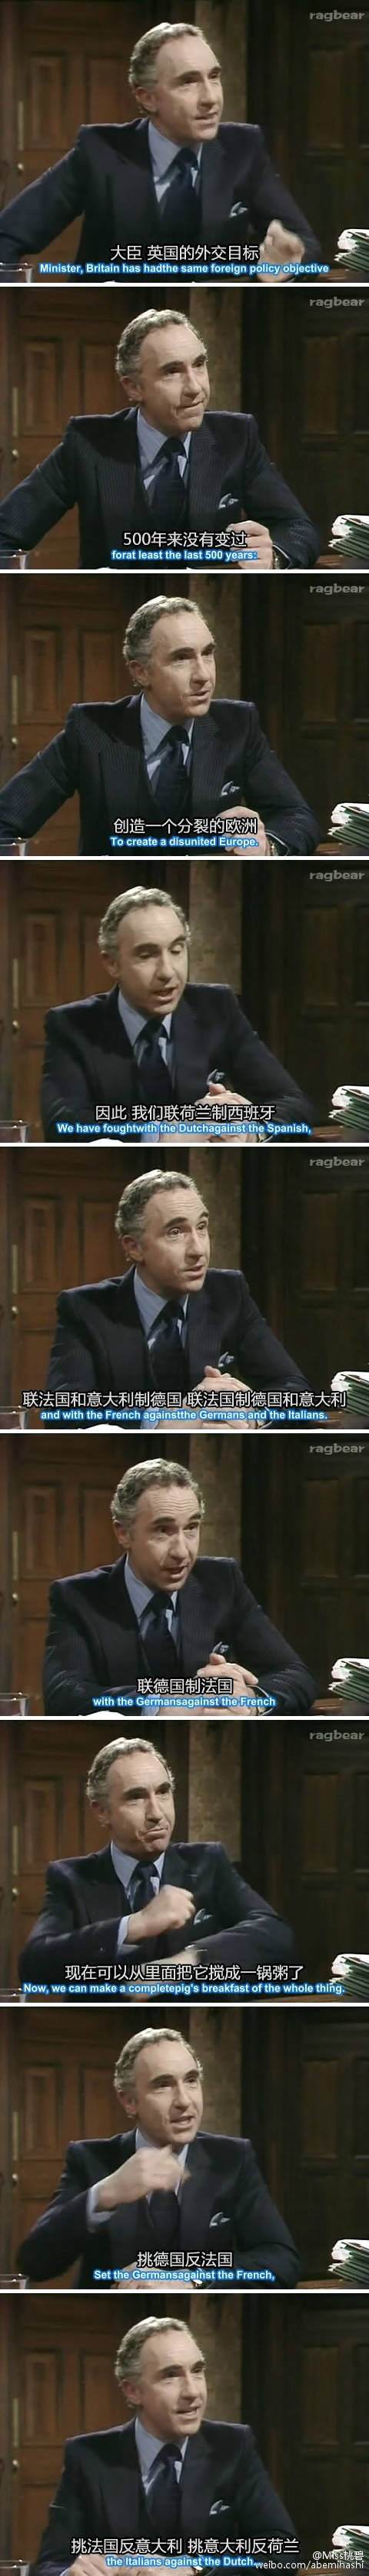 ragbear
大臣 英国的外交目标
Minister, Britain has hadthe same foreign policy objective
ragbear
500年来没有变过
forat least the last 500 years:
ragbear
创造一个分裂的欧洲
To create a disunited Europe.
ragbear
因此 我们联荷兰制西班牙
We have foughtwith the Dutchagainst the Spanish,
ragbear
联法国和意大利制德国 联法国制德国和意大利
and with the French againstthe Germans and the Italians.
ragbear
联德国制法国
with the Germansagainst the French
ragbear
现在可以从里面把它搅成一锅粥了
Now, we can make a completepig's breakfast of the whole thing.
挑德国反法国
Set the Germansagainst the French,
挑法国反意大利 挑意大利反荷兰
the Italians against the Dutch
@Miss桃碧
weibo.com/abemihashi